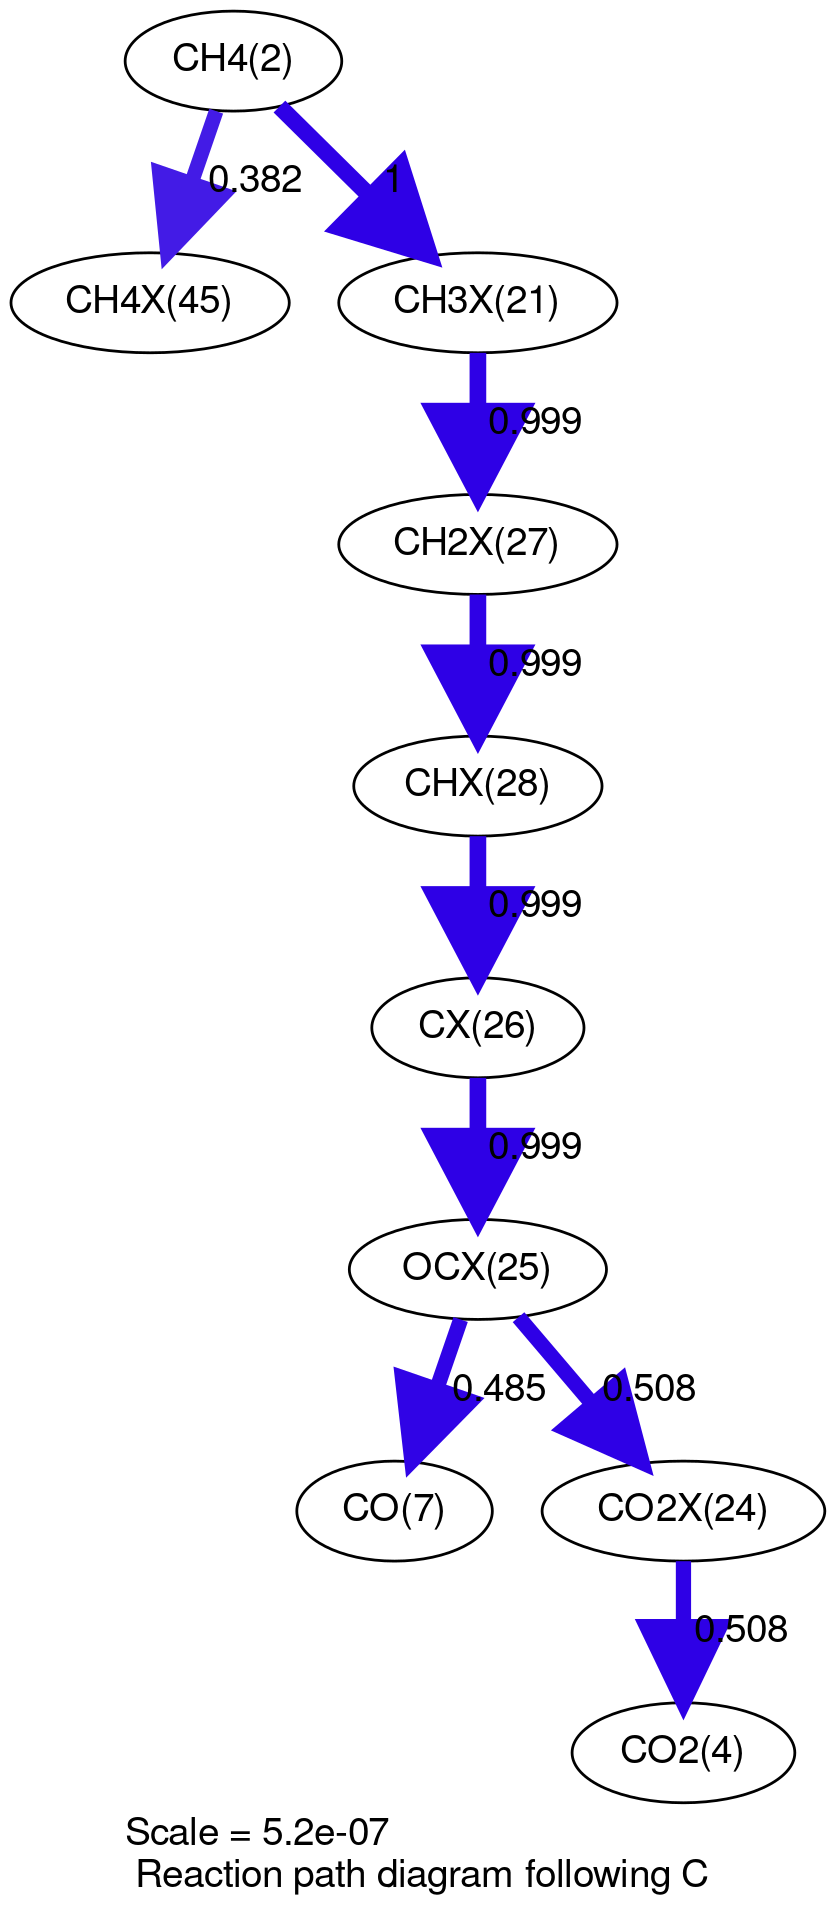 CH4(2)
0.382
1
CH4X(45)
CH3X(21)
0.999
CH2X(27)
0.999
CHX(28)
0.999
CX(26)
0.999
OCX(25)
0.485
0.508
CO(7)
CO2X(24)
0.508
CO2(4)
Scale = 5.2e-07
Reaction path diagram following C